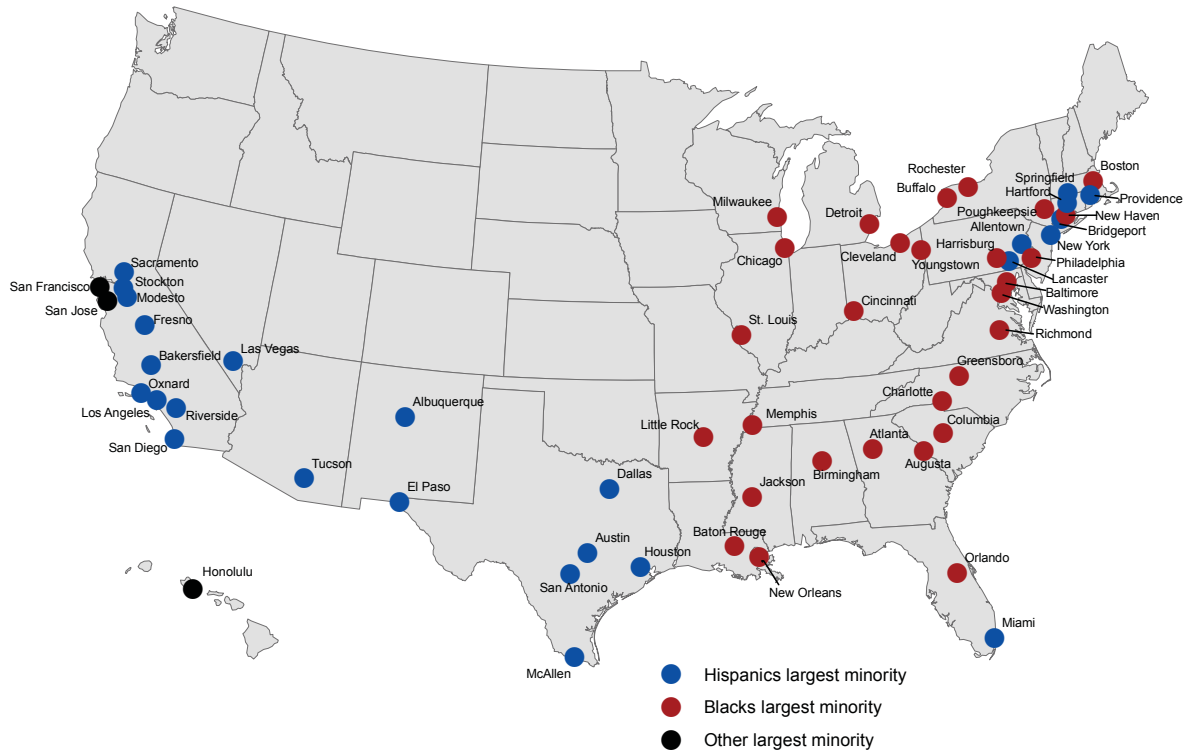 Rochester
Boston
Springfield
Buffalo
Hartford
Providence
Milwaukee
Detroit
Poughkeepsie
New Haven
Allentown
Bridgeport
Harrisburg
New York
Chicago
Cleveland
Youngstown
Philadelphia
Sacramento
Lancaster
Stockton
San Francisco
Baltimore
Modesto
Cincinnati
San Jose
Washington
Fresno
St. Louis
Richmond
Las Vegas
Bakersfield
Greensboro
Oxnard
Charlotte
Albuquerque
Los Angeles
Riverside
Memphis
Columbia
Little Rock
San Diego
Atlanta
Tucson
Birmingham
Augusta
Dallas
Jackson
El Paso
Baton Rouge
Austin
Houston
Orlando
Honolulu
San Antonio
New Orleans
Miami
McAllen
Hispanics largest minority
Blacks largest minority
Other largest minority